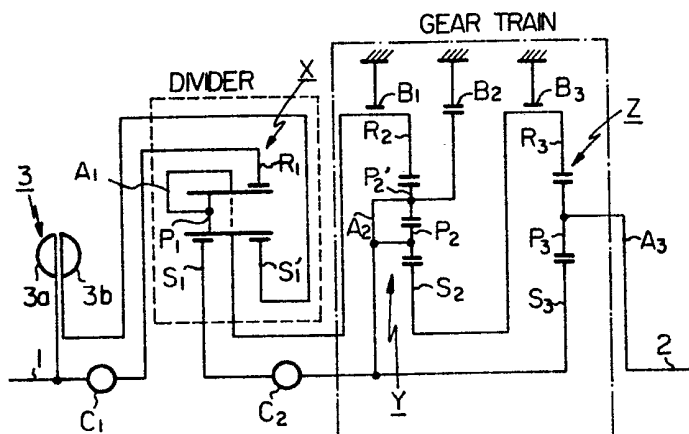 GEAR TRAIN
DIVIDER
X
B1
B2
B3
Z
R1
R2
R3
A1
P2'
3
A2
P2
P3
A3
P1
3a
3b
S1
S1'
S2
S3
1
2
C1
C2
Y